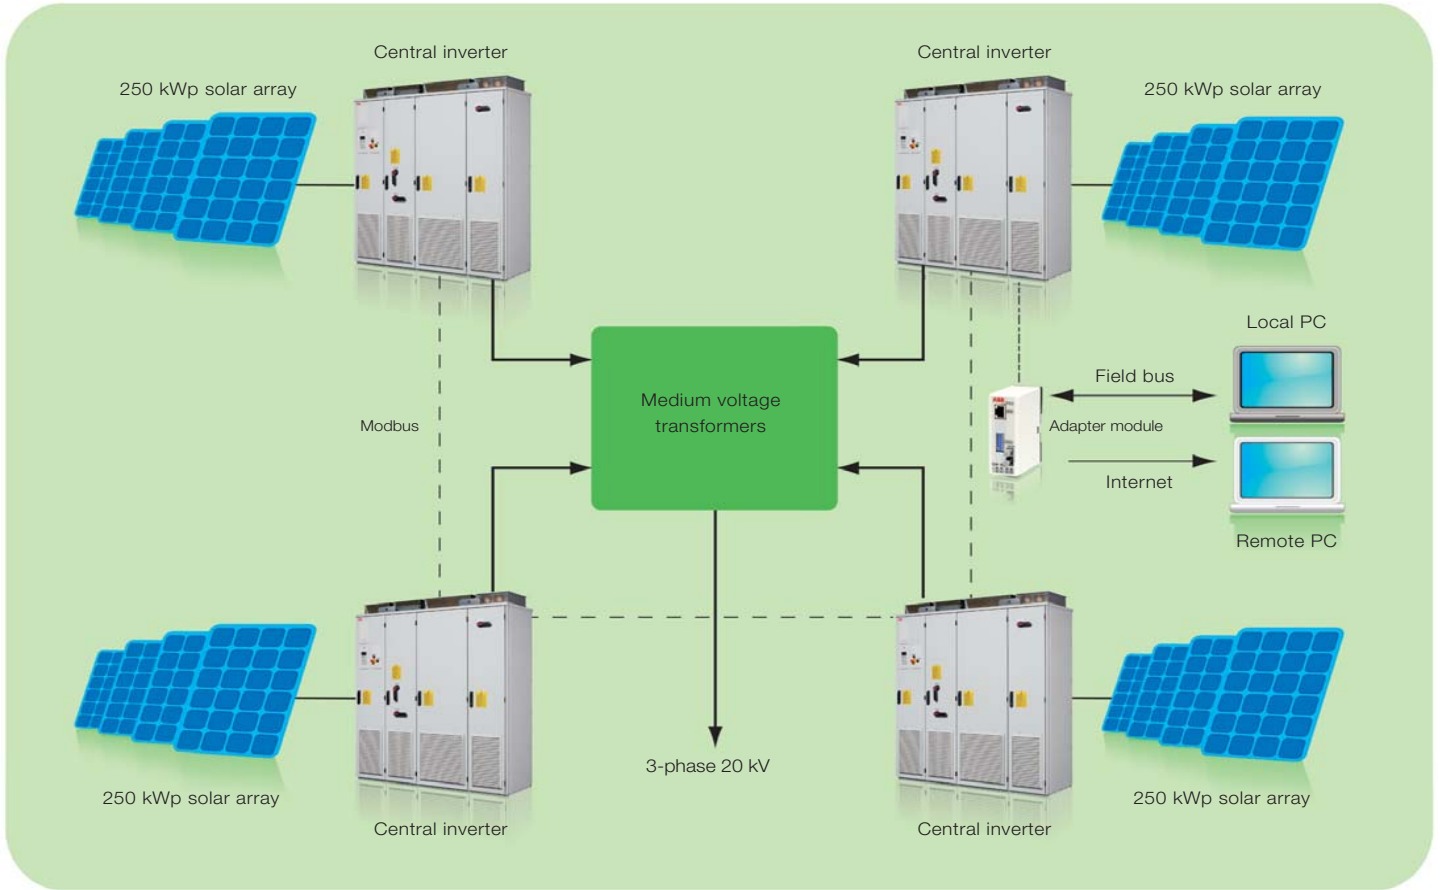 Central inverter
Central inverter
250 kWp solar array
250 kWp solar array
Local PC
Field bus
Medium voltage
transformers
Modbus
ABB
Adapter module
Internet
Remote PC
3-phase 20 kV
250 kWp solar array
250 kWp solar array
Central inverter
Central inverter